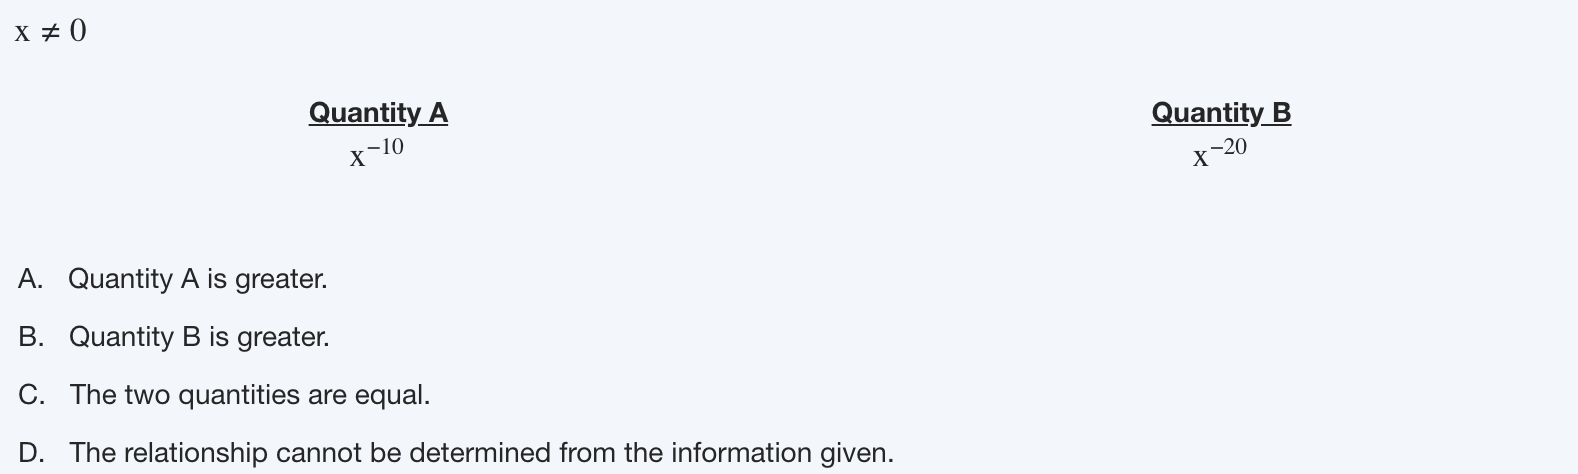 x ≠ 0
Quantity A Quantity B
x⁻¹⁰ x⁻²⁰
A. Quantity A is greater.
B. Quantity B is greater.
C. The two quantities are equal.
D. The relationship cannot be determined from the information given.